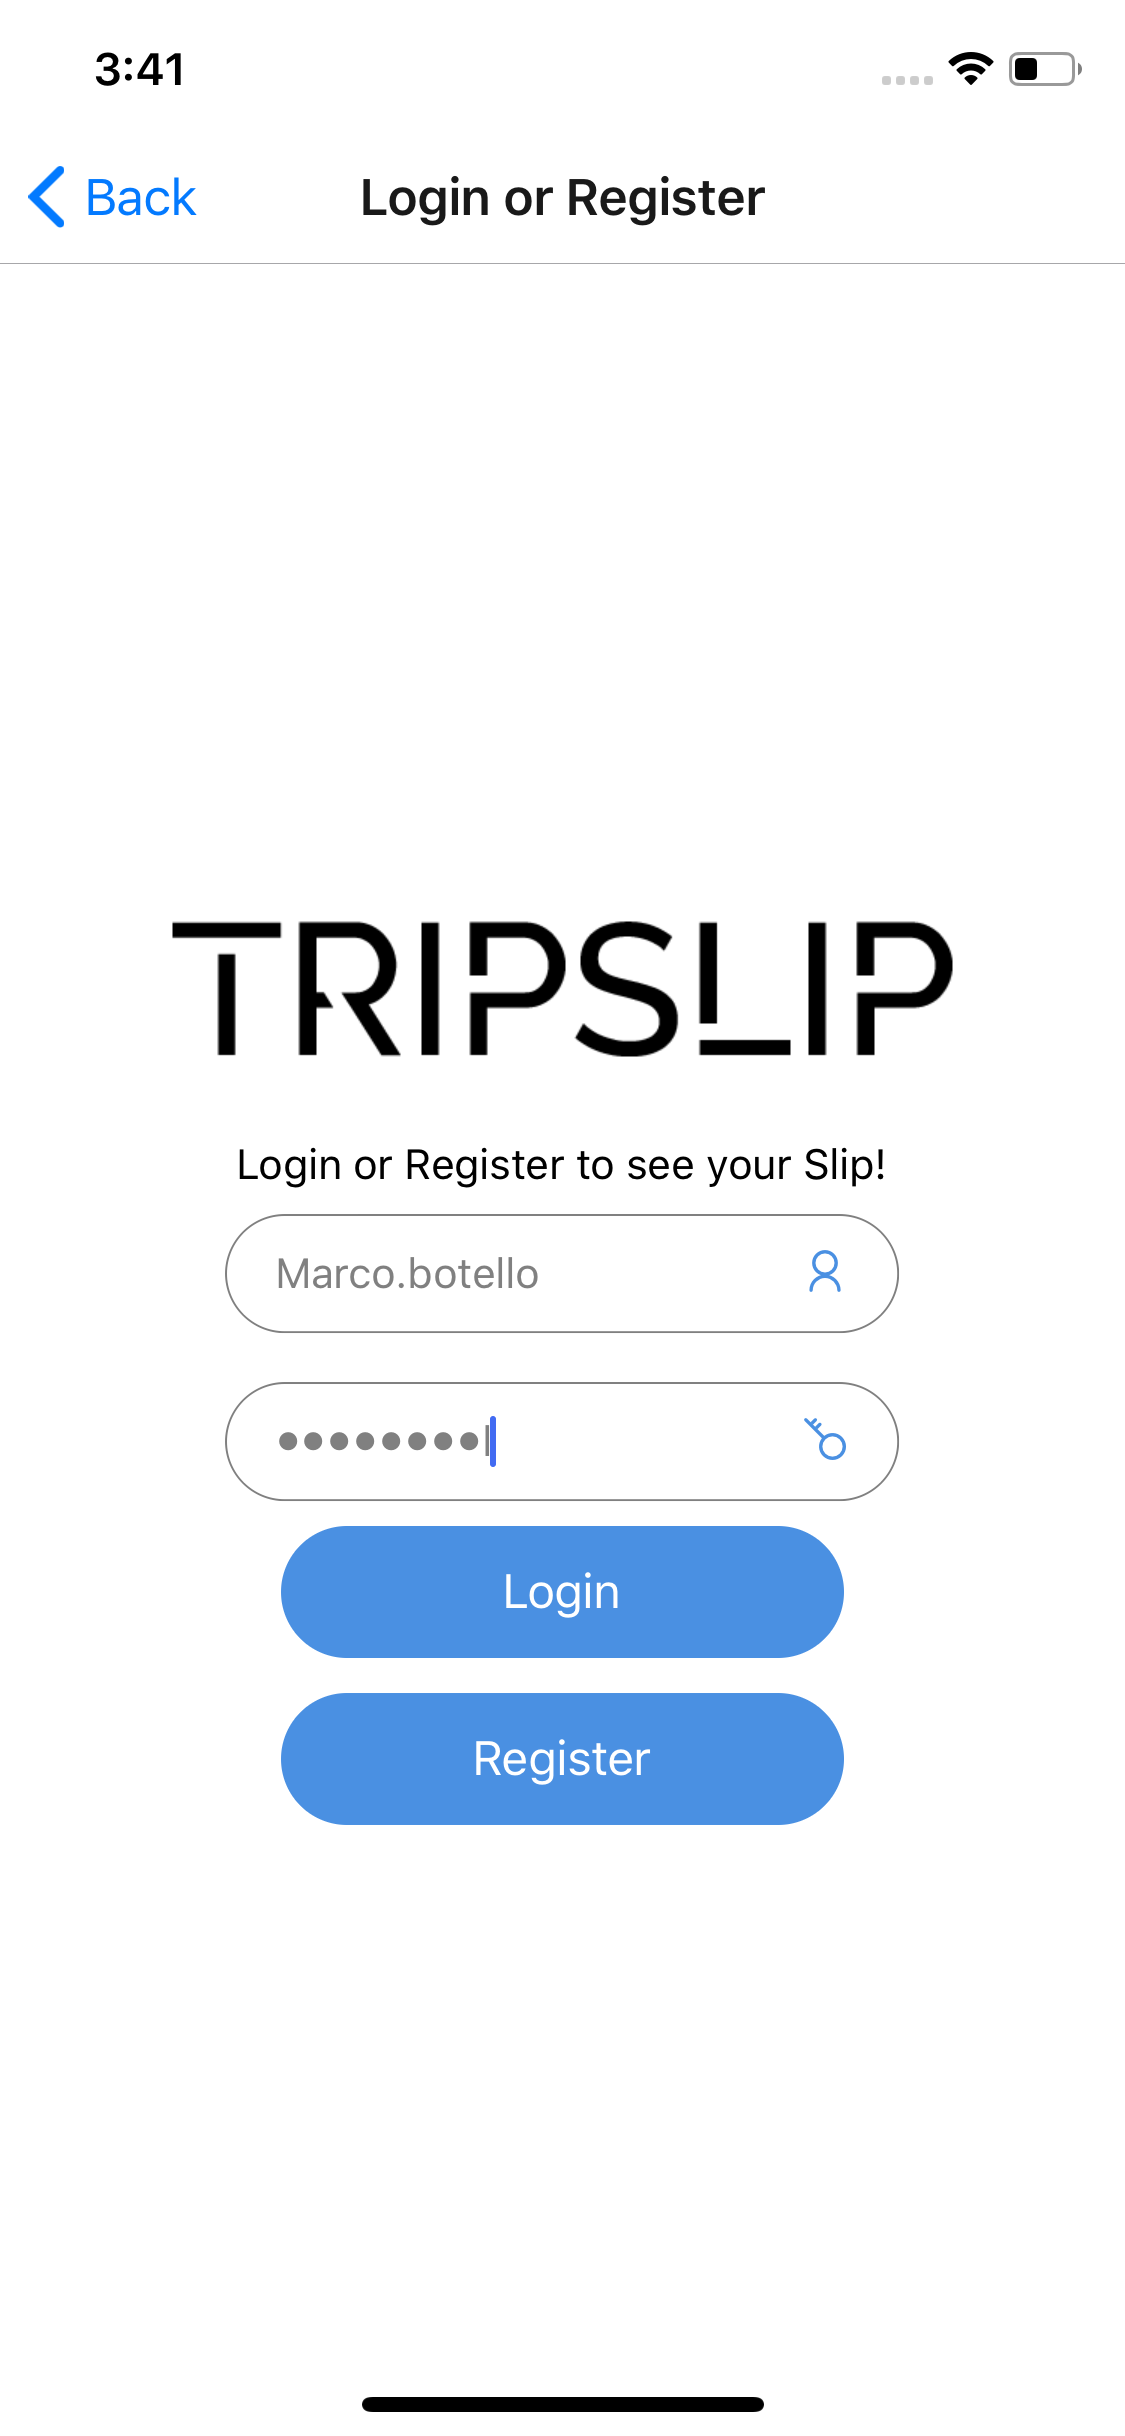 3:41
Back
Login or Register
TRIPSLIP
Login or Register to see your Slip!
Marco.botello
••••••••
Login
Register